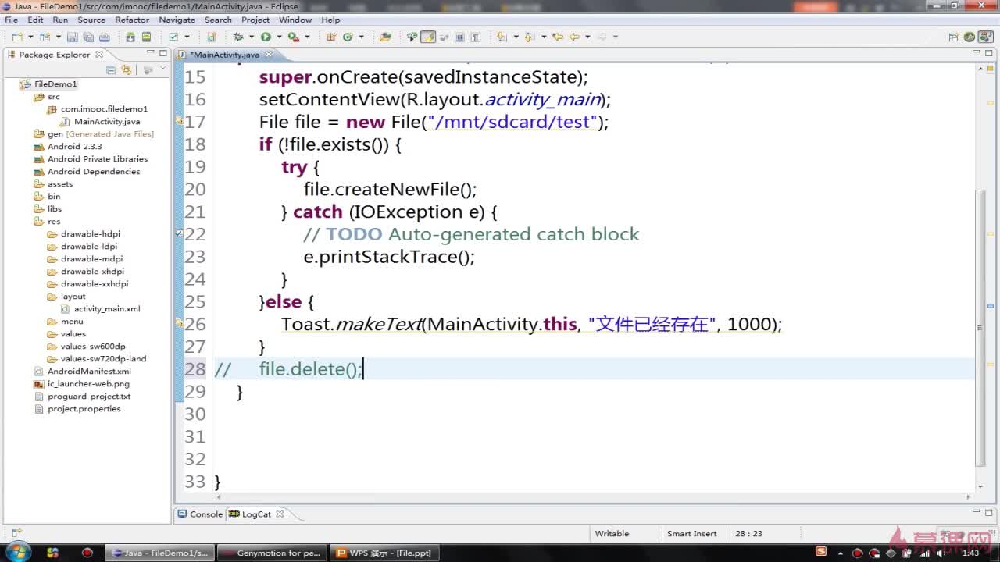 Java - FileDemo1/src/com/imooc/filedemo1/MainActivity.java - Eclipse
File Edit Run Source Refactor Navigate Search Project Window Help
Package Explorer
*MainActivity.java
FileDemo1
src
com.imooc.filedemo1
MainActivity.java
gen [Generated Java Files]
Android 2.3.3
Android Private Libraries
Android Dependencies
assets
bin
libs
res
drawable-hdpi
drawable-ldpi
drawable-mdpi
drawable-xhdpi
drawable-xxhdpi
layout
activity_main.xml
menu
values
values-sw600dp
values-sw720dp-land
AndroidManifest.xml
ic_launcher-web.png
proguard-project.txt
project.properties
15 super.onCreate(savedInstanceState);
16 setContentView(R.layout.activity_main);
17 File file = new File("/mnt/sdcard/test");
18 if (!file.exists()) {
19 try {
20 file.createNewFile();
21 } catch (IOException e) {
22 // TODO Auto-generated catch block
23 e.printStackTrace();
24 }
25 }else {
26 Toast.makeText(MainActivity.this, "文件已经存在", 1000);
27 }
28 // file.delete();
29 }
30
31
32
33 }
Console LogCat
Writable Smart Insert 28 : 23
慕课网
Java - FileDemo1/s... Genymotion for pe... WPS 演示 - [File.ppt] 1:43